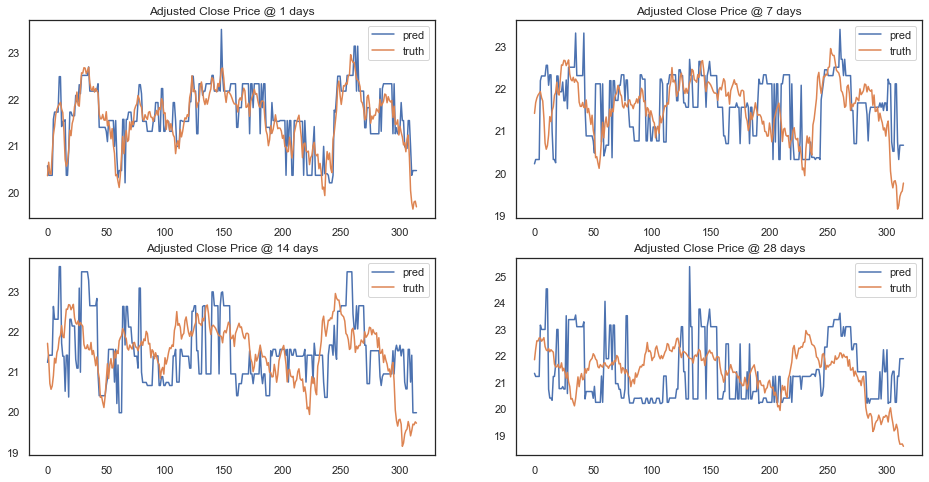 Adjusted Close Price @ 1 days
pred
truth
23
22
21
20
0 50 100 150 200 250 300
Adjusted Close Price @ 7 days
pred
truth
23
22
21
20
19
0 50 100 150 200 250 300
Adjusted Close Price @ 14 days
pred
truth
23
22
21
20
19
0 50 100 150 200 250 300
Adjusted Close Price @ 28 days
pred
truth
25
24
23
22
21
20
19
0 50 100 150 200 250 300